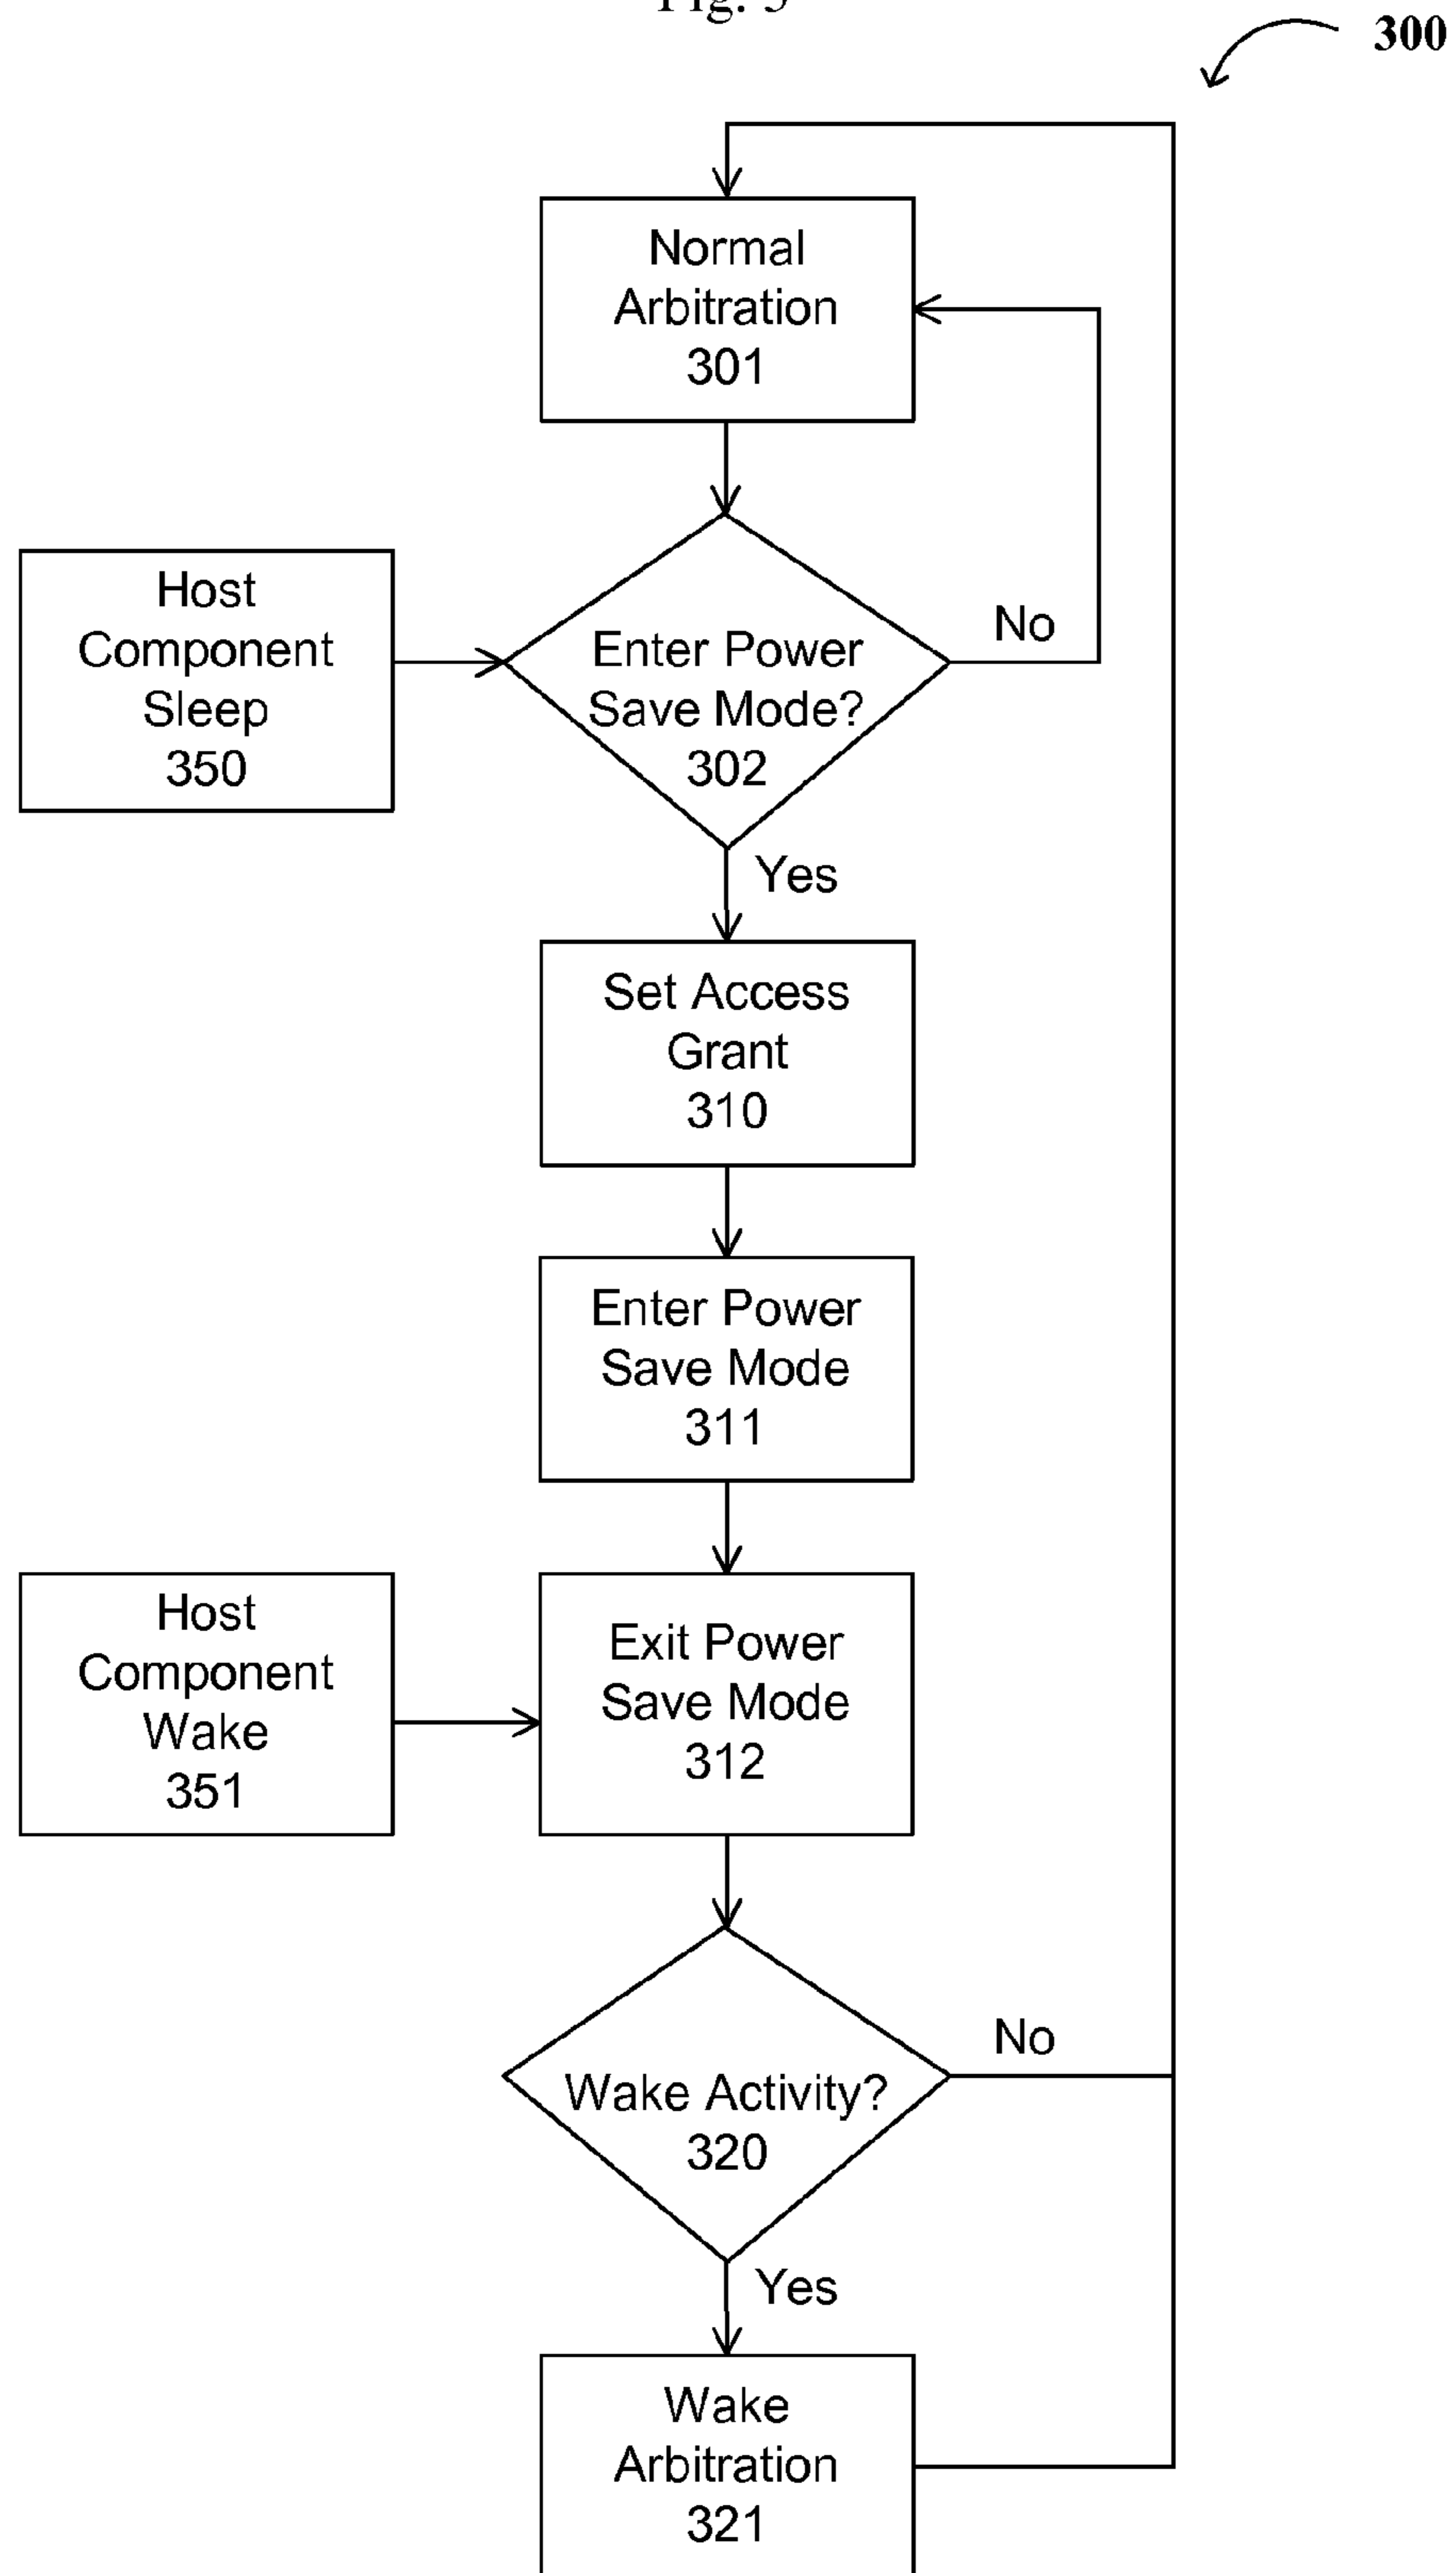 Fig. 3
300
Normal
Arbitration
301
Host
Component
Sleep
350
Enter Power
Save Mode?
302
No
Yes
Set Access
Grant
310
Enter Power
Save Mode
311
Host
Component
Wake
351
Exit Power
Save Mode
312
Wake Activity?
320
No
Yes
Wake
Arbitration
321